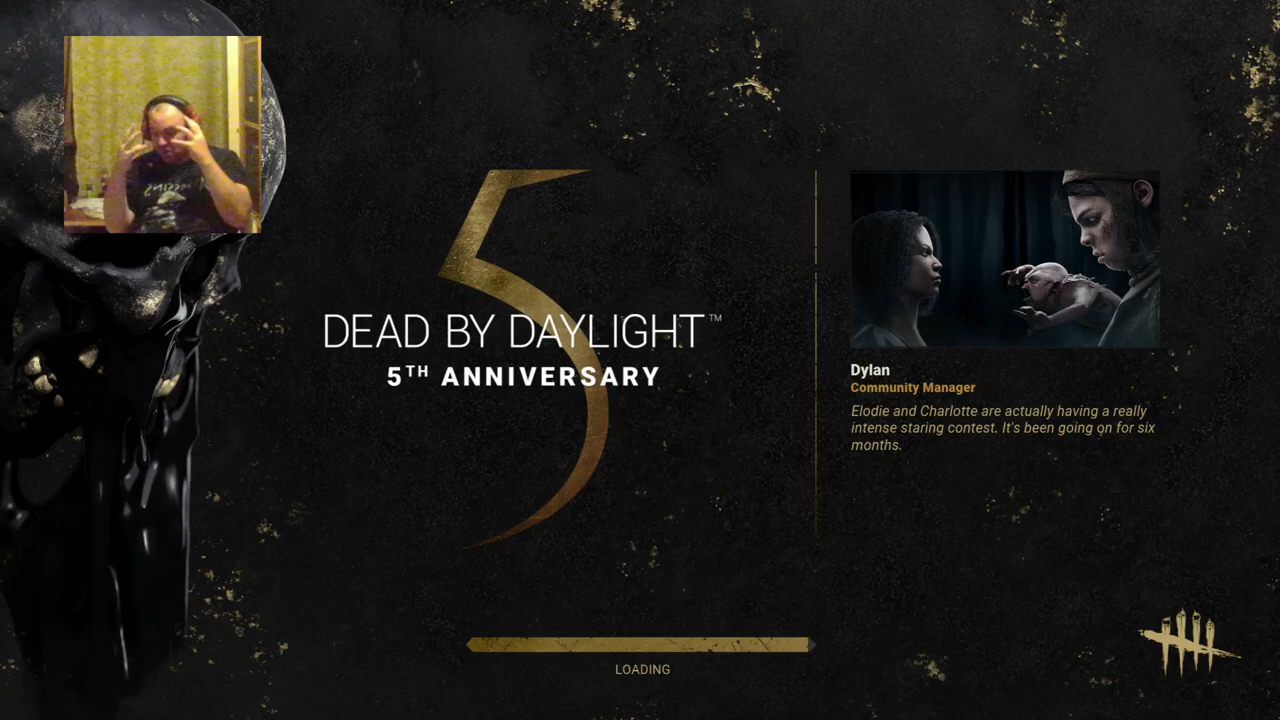 DEAD BY DAYLIGHT™
5TH ANNIVERSARY
Dylan
Community Manager
Elodie and Charlotte are actually having a really
intense staring contest. It's been going on for six
months.
LOADING